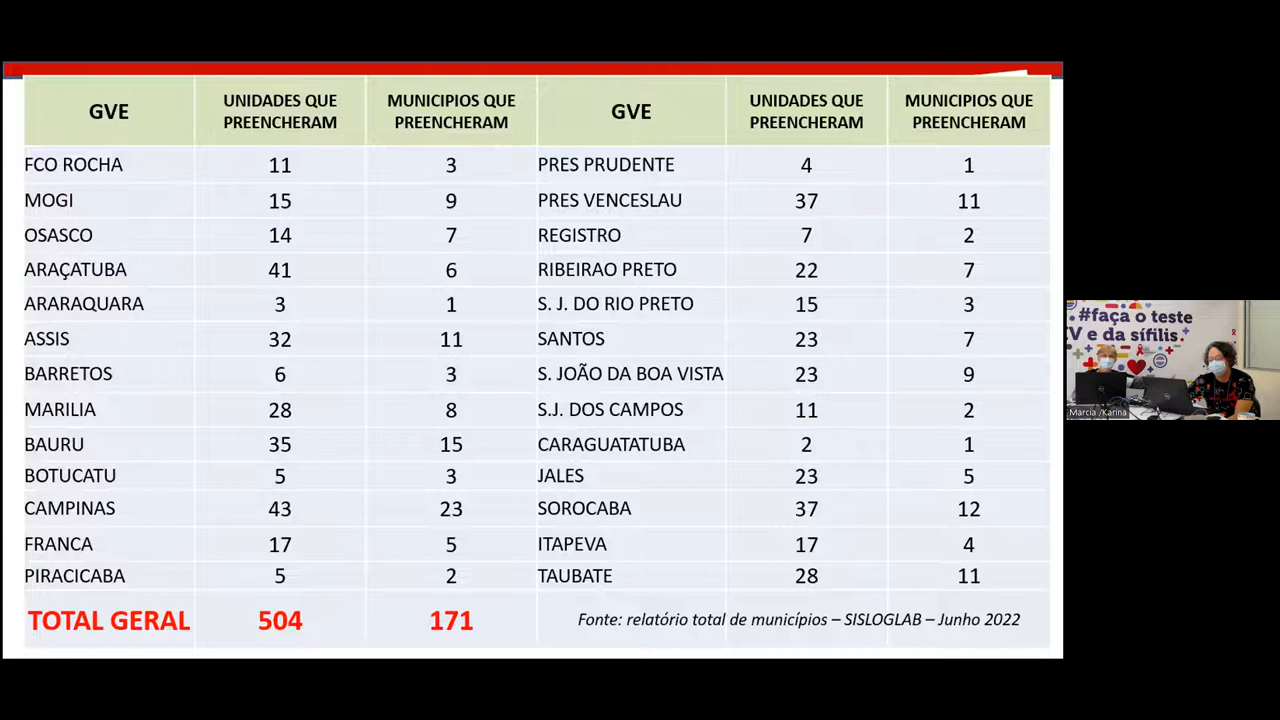 GVE UNIDADES QUE PREENCHERAM MUNICIPIOS QUE PREENCHERAM GVE UNIDADES QUE PREENCHERAM MUNICIPIOS QUE PREENCHERAM
FCO ROCHA 11 3 PRES PRUDENTE 4 1
MOGI 15 9 PRES VENCESLAU 37 11
OSASCO 14 7 REGISTRO 7 2
ARAÇATUBA 41 6 RIBEIRAO PRETO 22 7
ARARAQUARA 3 1 S. J. DO RIO PRETO 15 3
ASSIS 32 11 SANTOS 23 7
BARRETOS 6 3 S. JOÃO DA BOA VISTA 23 9
MARILIA 28 8 S.J. DOS CAMPOS 11 2
BAURU 35 15 CARAGUATATUBA 2 1
BOTUCATU 5 3 JALES 23 5
CAMPINAS 43 23 SOROCABA 37 12
FRANCA 17 5 ITAPEVA 17 4
PIRACICABA 5 2 TAUBATE 28 11
TOTAL GERAL 504 171 Fonte: relatório total de municípios – SISLOGLAB – Junho 2022
#faça o teste
V e da sífilis.
Marcia /Karina